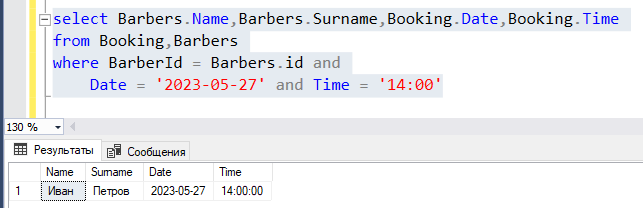 select Barbers.Name,Barbers.Surname,Booking.Date,Booking.Time
from Booking,Barbers
where BarberId = Barbers.id and
Date = '2023-05-27' and Time = '14:00'
130 %
Результаты Сообщения
Name Surname Date Time
1 Иван Петров 2023-05-27 14:00:00